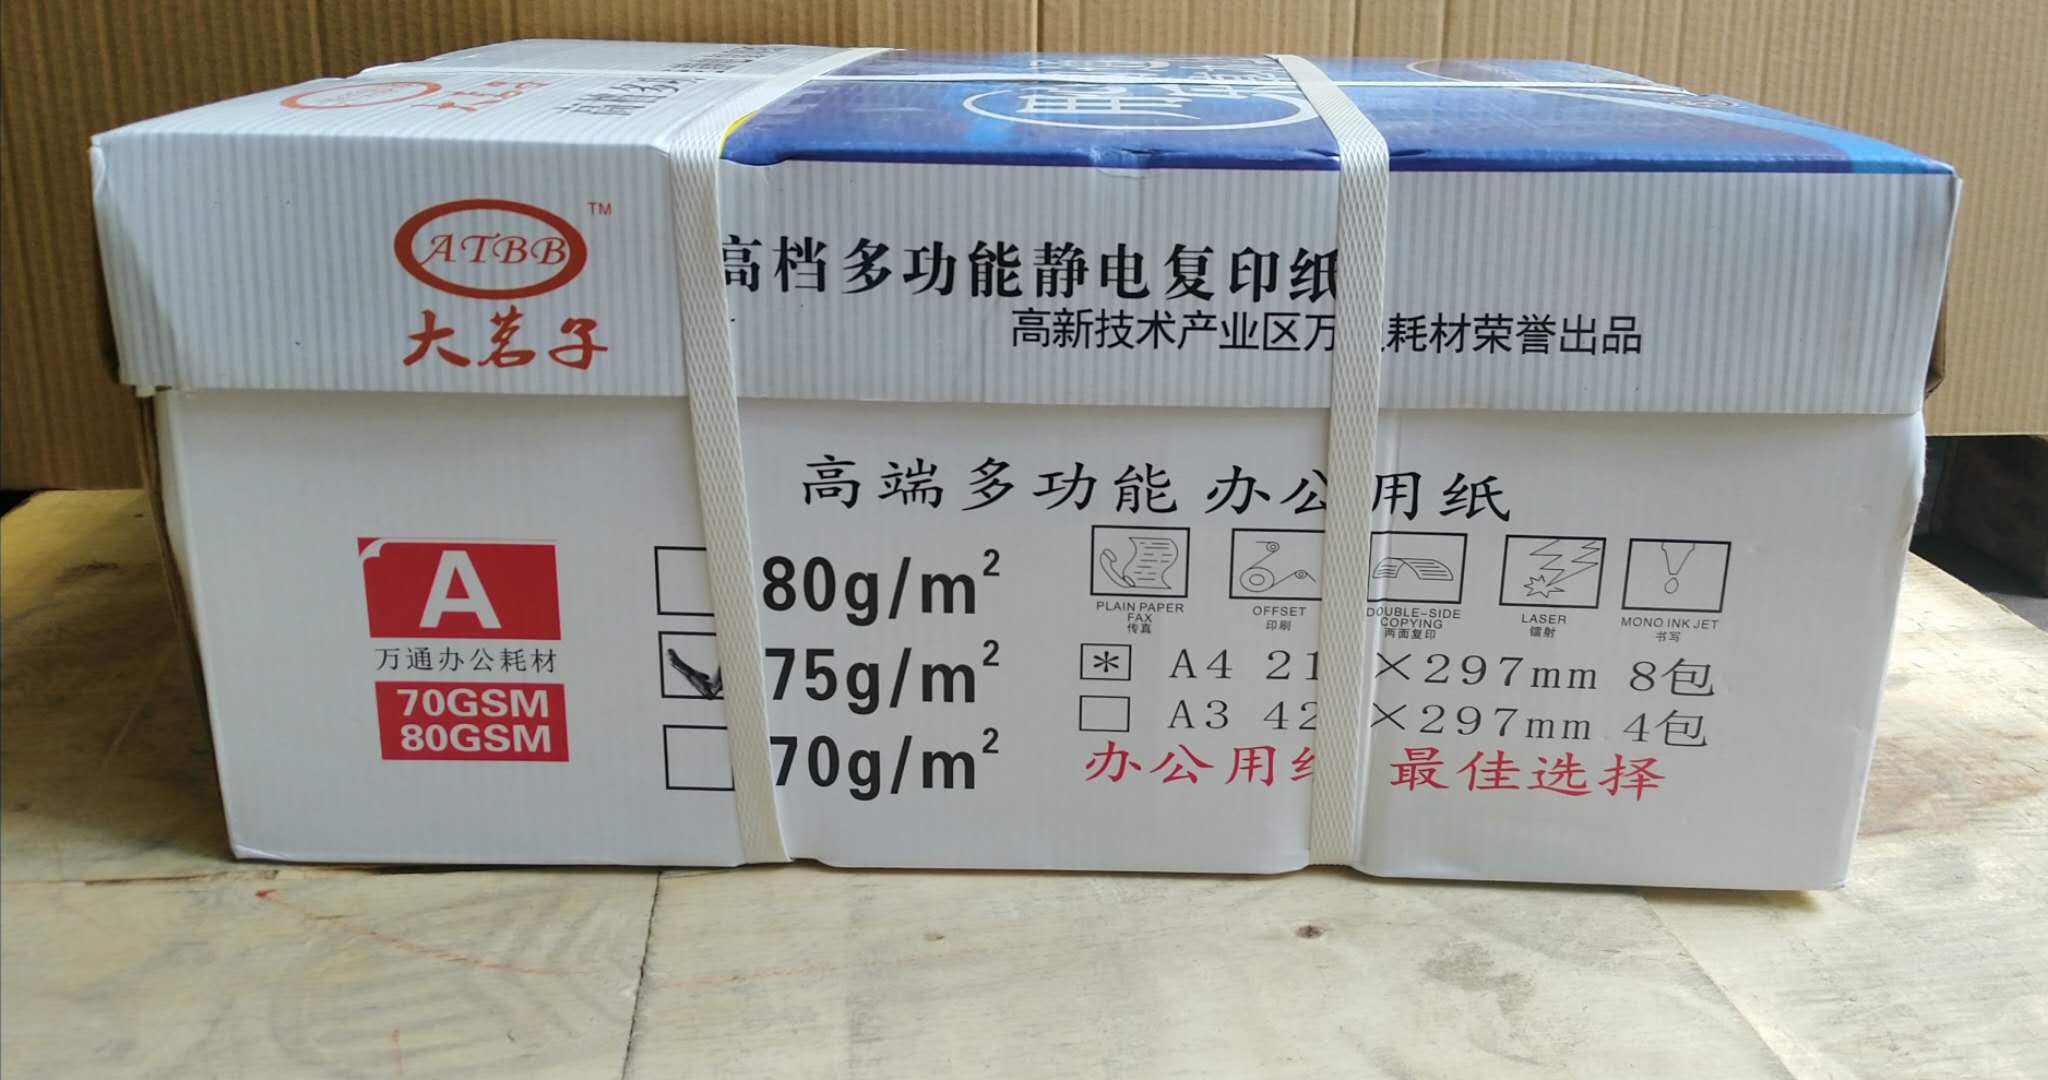 ATBB TM
大茗子
高档多功能静电复印纸
高新技术产业区万 耗材荣誉出品
高端多功能 办公用纸
A
万通办公耗材
70GSM
80GSM
80g/m²
75g/m²
70g/m²
PLAIN PAPER
FAX
传真
OFFSET
印刷
DOUBLE-SIDE
COPYING
两面复印
LASER
镭射
MONO INK JET
书写
* A4 21 ×297mm 8包
A3 42 ×297mm 4包
办公用纸 最佳选择